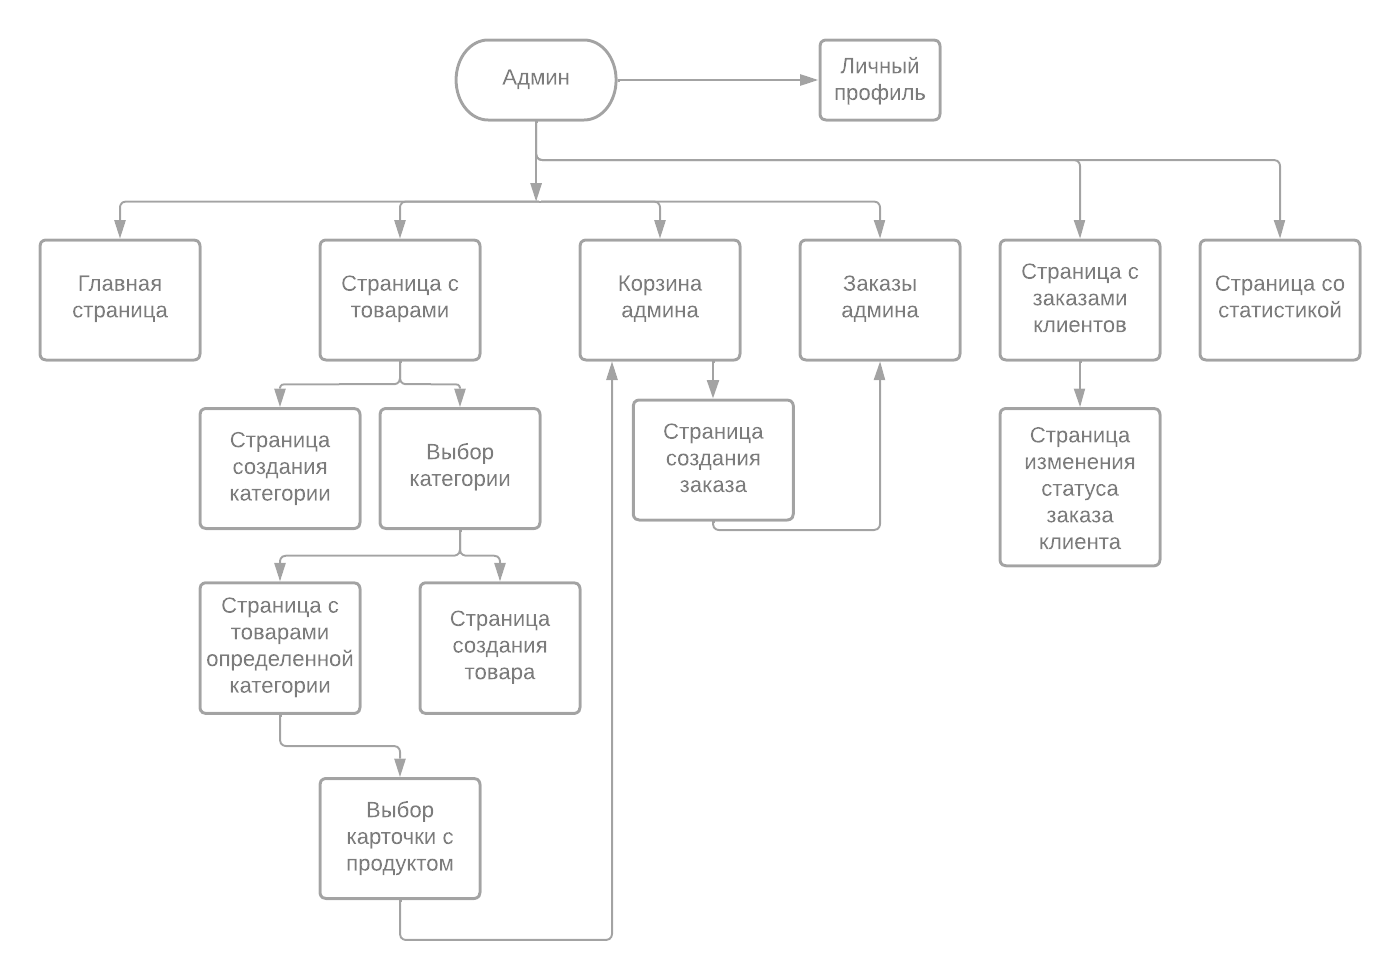 Админ
Личный
профиль
Главная
страница
Страница с
товарами
Корзина
админа
Заказы
админа
Страница с
заказами
клиентов
Страница со
статистикой
Страница
создания
категории
Выбор
категории
Страница
создания
заказа
Страница
изменения
статуса
заказа
клиента
Страница с
товарами
определенной
категории
Страница
создания
товара
Выбор
карточки с
продуктом